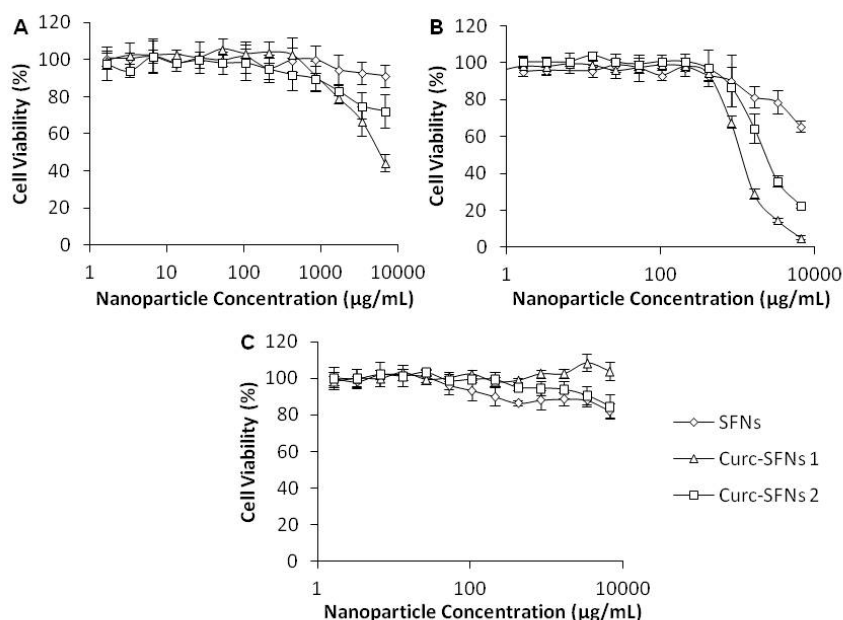 A
120
100
80
60
40
20
0
Cell Viability (%)
1 10 100 1000 10000
Nanoparticle Concentration (µg/mL)
B
120
100
80
60
40
20
0
Cell Viability (%)
1 100 10000
Nanoparticle Concentration (µg/mL)
C
120
100
80
60
40
20
0
Cell Viability (%)
1 100 10000
Nanoparticle Concentration (µg/mL)
SFNs
Curc-SFNs 1
Curc-SFNs 2